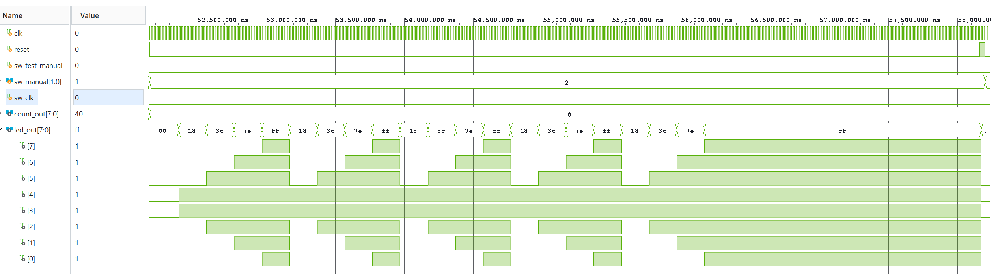 Name Value
52,500.000 ns 53,000.000 ns 53,500.000 ns 54,000.000 ns 54,500.000 ns 55,000.000 ns 55,500.000 ns 56,000.000 ns 56,500.000 ns 57,000.000 ns 57,500.000 ns 58,000.0
clk 0
reset 0
sw_test_manual 0
sw_manual[1:0] 1 2
sw_clk 0
count_out[7:0] 40 0
led_out[7:0] ff 00 18 3c 7e ff 18 3c 7e ff 18 3c 7e ff 18 3c 7e ff 18 3c 7e ff .
[7] 1
[6] 1
[5] 1
[4] 1
[3] 1
[2] 1
[1] 1
[0] 1